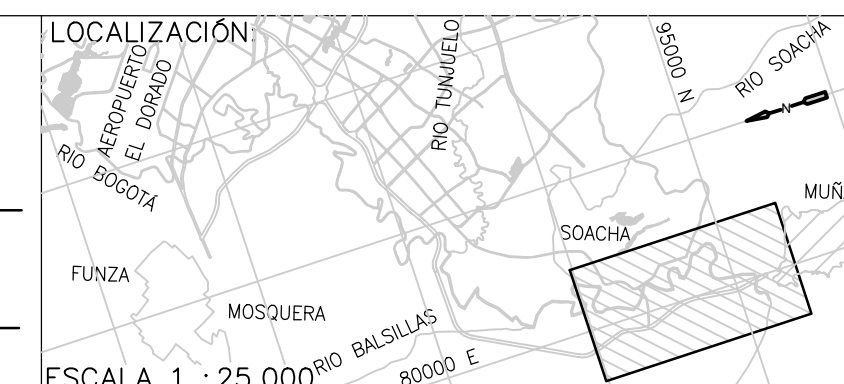 LOCALIZACIÓN:
AEROPUERTO
EL DORADO
RIO BOGOTÁ
RIO TUNJUELO
95000 N
RIO SOACHA
N
MUÑ
SOACHA
FUNZA
MOSQUERA
RIO BALSILLAS
80000 E
ESCALA 1 : 25.000